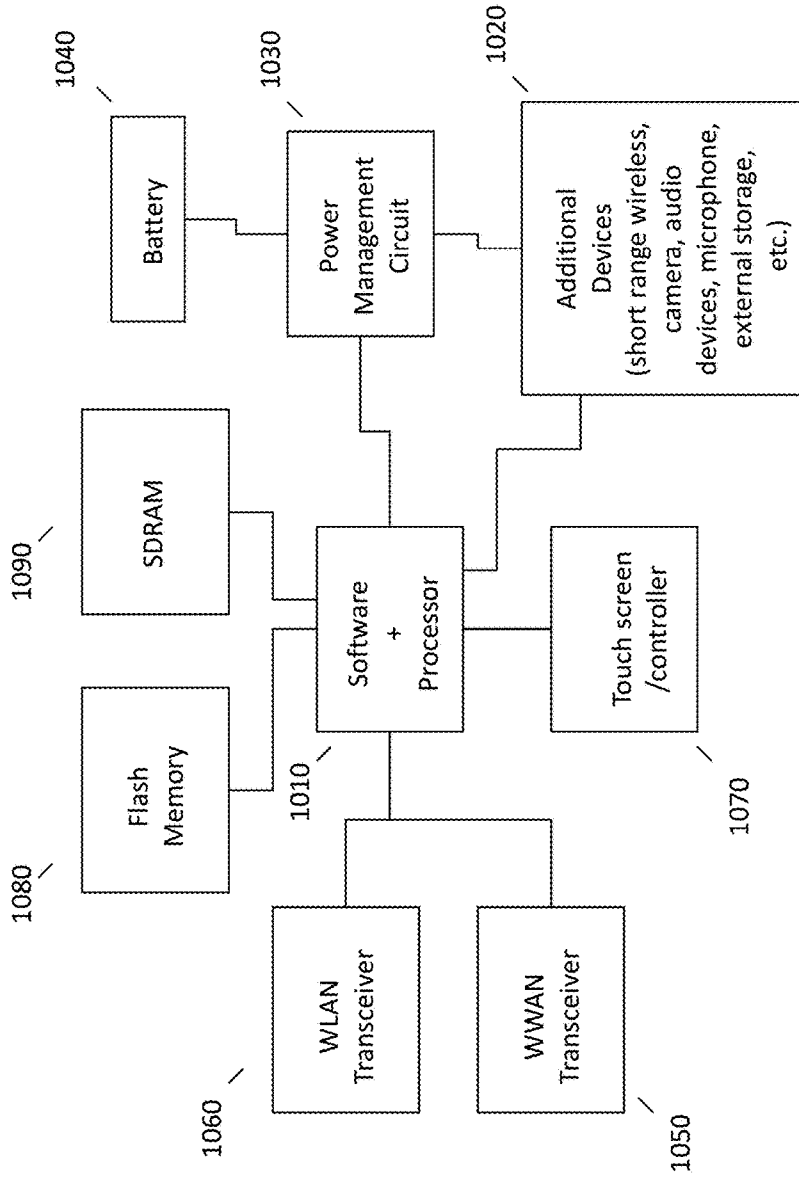 1080
Flash
Memory
1090
SDRAM
1040
Battery
1060
WLAN
Transceiver
1010
Software
+
Processor
1030
Power
Management
Circuit
WWAN
Transceiver
1050
Touch screen
/controller
1070
1020
Additional
Devices
(short range wireless,
camera, audio
devices, microphone,
external storage,
etc.)